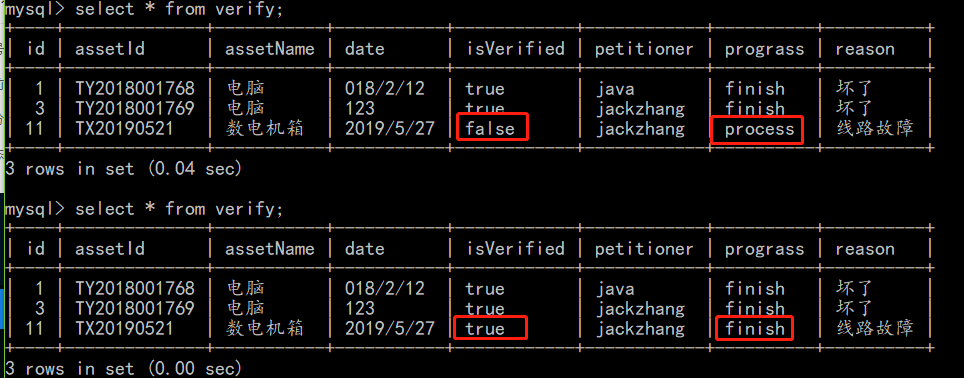 mysql> select * from verify;
| id | assetId | assetName | date | isVerified | petitioner | prograss | reason |
| 1 | TY2018001768 | 电脑 | 018/2/12 | true | java | finish | 坏了 |
| 3 | TY2018001769 | 电脑 | 123 | true | jackzhang | finish | 坏了 |
| 11 | TX20190521 | 数电机箱 | 2019/5/27 | false | jackzhang | process | 线路故障 |
3 rows in set (0.04 sec)
mysql> select * from verify;
| id | assetId | assetName | date | isVerified | petitioner | prograss | reason |
| 1 | TY2018001768 | 电脑 | 018/2/12 | true | java | finish | 坏了 |
| 3 | TY2018001769 | 电脑 | 123 | true | jackzhang | finish | 坏了 |
| 11 | TX20190521 | 数电机箱 | 2019/5/27 | true | jackzhang | finish | 线路故障 |
3 rows in set (0.00 sec)